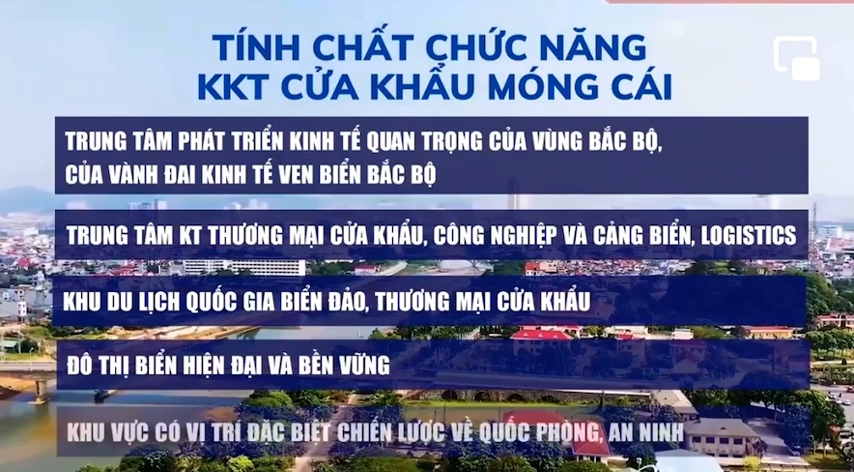 TÍNH CHẤT CHỨC NĂNG
KKT CỬA KHẨU MÓNG CÁI
TRUNG TÂM PHÁT TRIỂN KINH TẾ QUAN TRỌNG CỦA VÙNG BẮC BỘ,
CỦA VÀNH ĐAI KINH TẾ VEN BIỂN BẮC BỘ
TRUNG TÂM KT THƯƠNG MẠI CỬA KHẨU, CÔNG NGHIỆP VÀ CẢNG BIỂN, LOGISTICS
KHU DU LỊCH QUỐC GIA BIỂN ĐẢO, THƯƠNG MẠI CỬA KHẨU
ĐÔ THỊ BIỂN HIỆN ĐẠI VÀ BỀN VỮNG
KHU VỰC CÓ VỊ TRÍ ĐẶC BIỆT CHIẾN LƯỢC VỀ QUỐC PHÒNG, AN NINH